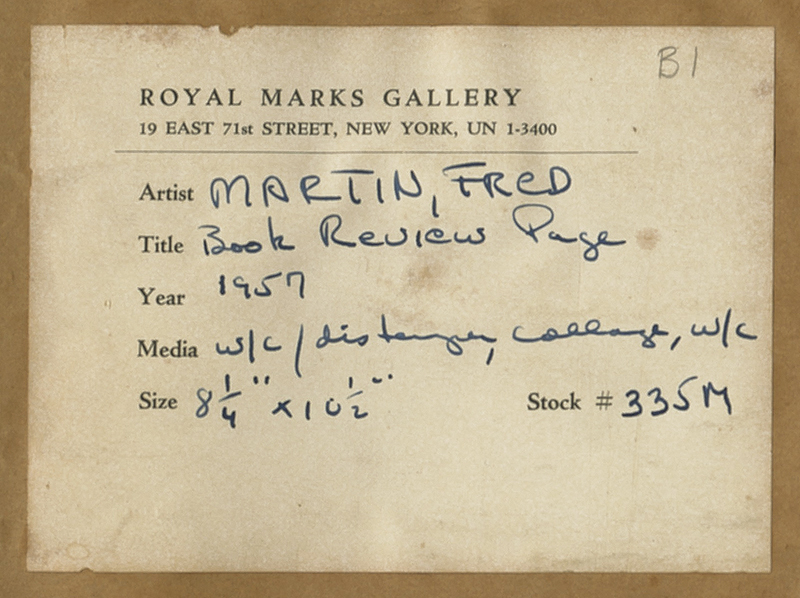 B1
ROYAL MARKS GALLERY
19 EAST 71st STREET, NEW YORK, UN 1-3400
Artist MARTIN, FRED
Title Book Review Page
Year 1957
Media w/c / distemper, collage, w/c
Size 8 1/4" x 10 1/2" Stock # 335M